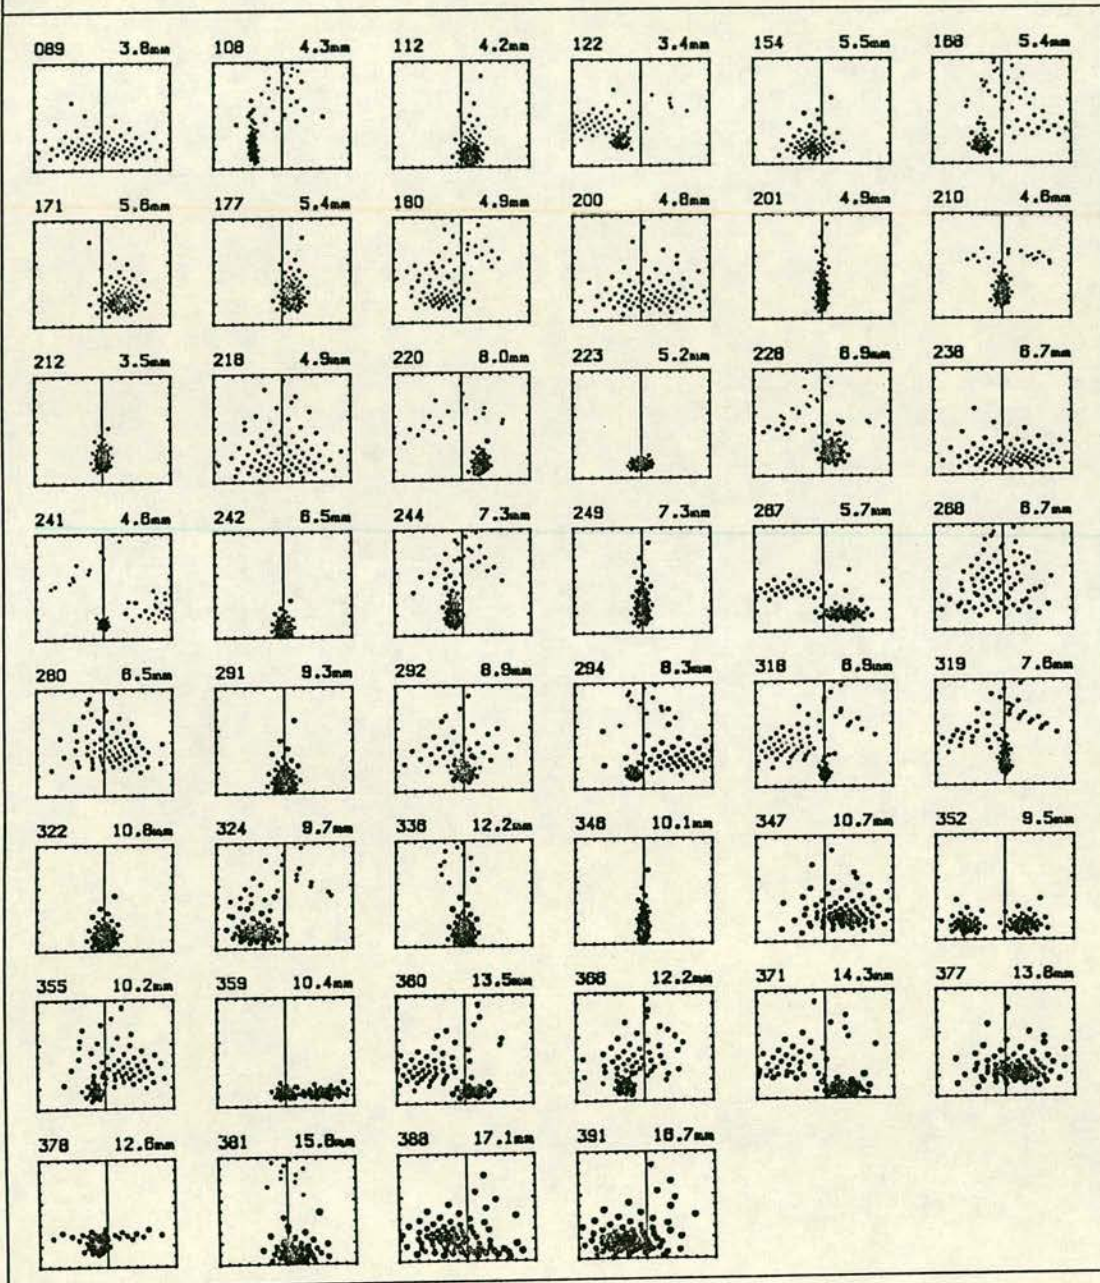 089 3.8mm 108 4.3mm 112 4.2mm 122 3.4mm 154 5.5mm 168 5.4mm
171 5.6mm 177 5.4mm 180 4.9mm 200 4.8mm 201 4.9mm 210 4.6mm
212 3.5mm 218 4.9mm 220 8.0mm 223 5.2mm 228 6.9mm 238 6.7mm
241 4.6mm 242 6.5mm 244 7.3mm 249 7.3mm 267 5.7mm 268 6.7mm
280 6.5mm 291 9.3mm 292 8.9mm 294 8.3mm 318 6.9mm 319 7.6mm
322 10.8mm 324 9.7mm 338 12.2mm 346 10.1mm 347 10.7mm 352 9.5mm
355 10.2mm 359 10.4mm 360 13.5mm 366 12.2mm 371 14.3mm 377 13.8mm
378 12.6mm 381 15.8mm 388 17.1mm 391 16.7mm